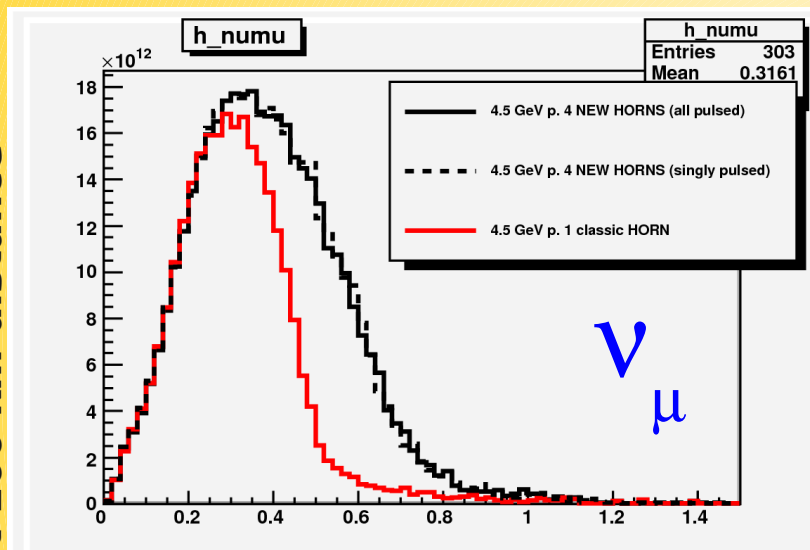 h_numu
h_numu
Entries 303
Mean 0.3161
×10¹²
18
16
14
12
10
8
6
4
2
0
4.5 GeV p. 4 NEW HORNS (all pulsed)
4.5 GeV p. 4 NEW HORNS (singly pulsed)
4.5 GeV p. 1 classic HORN
νμ
0 0.2 0.4 0.6 0.8 1 1.2 1.4